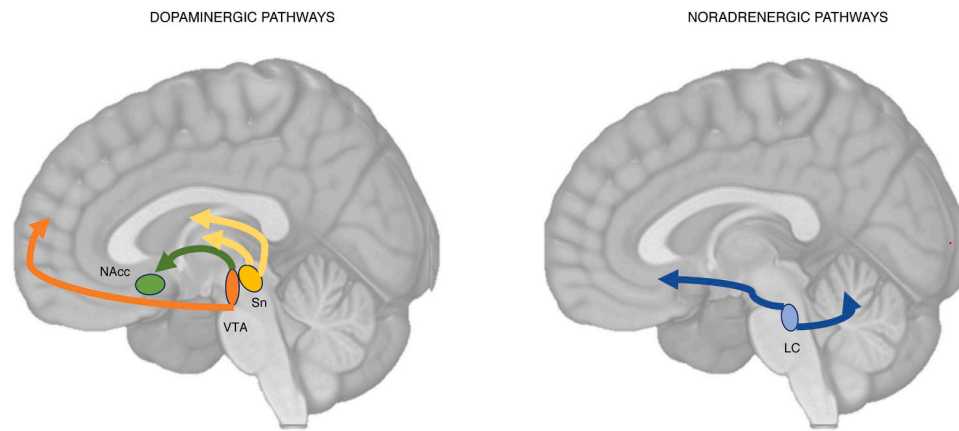 DOPAMINERGIC PATHWAYS
NORADRENERGIC PATHWAYS
NAcc
Sn
VTA
LC